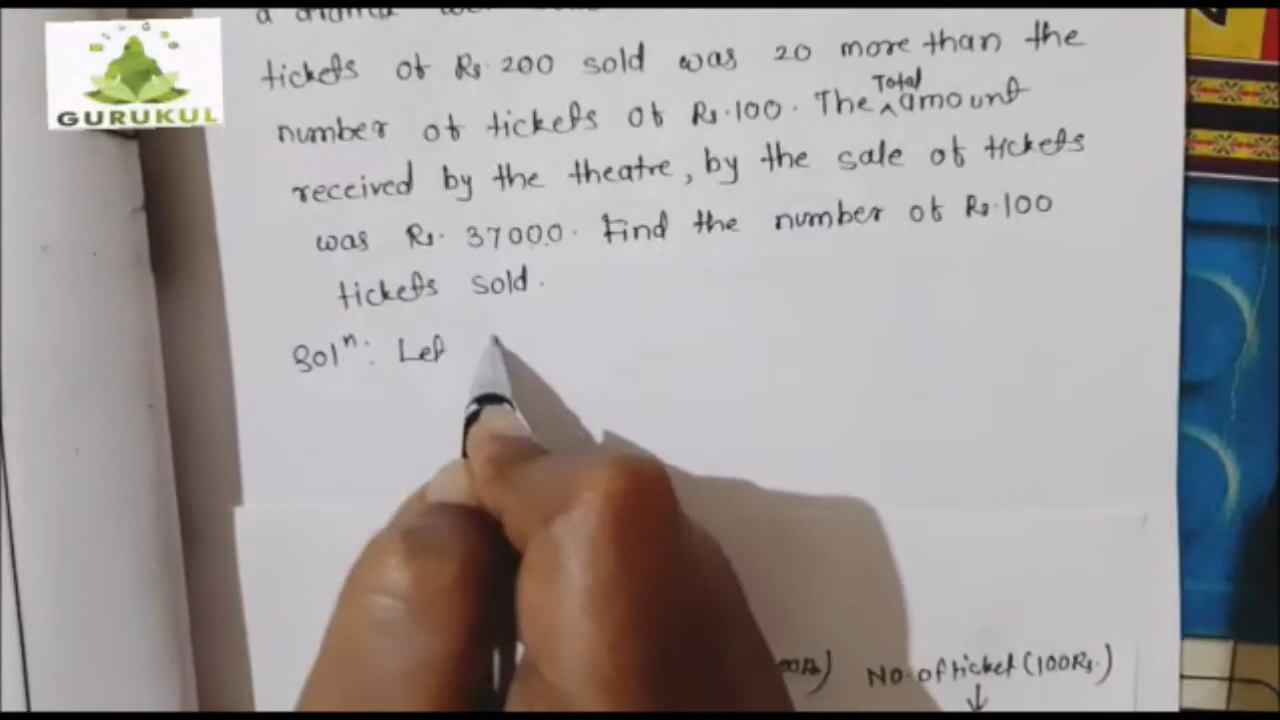 GURUKUL
a drama
tickets of Rs. 200 sold was 20 more than the
number of tickets of Rs. 100. The Total amount
received by the theatre, by the sale of tickets
was Rs. 37000. Find the number of Rs. 100
tickets sold.
Solⁿ: Let
No. of ticket (100Rs.)